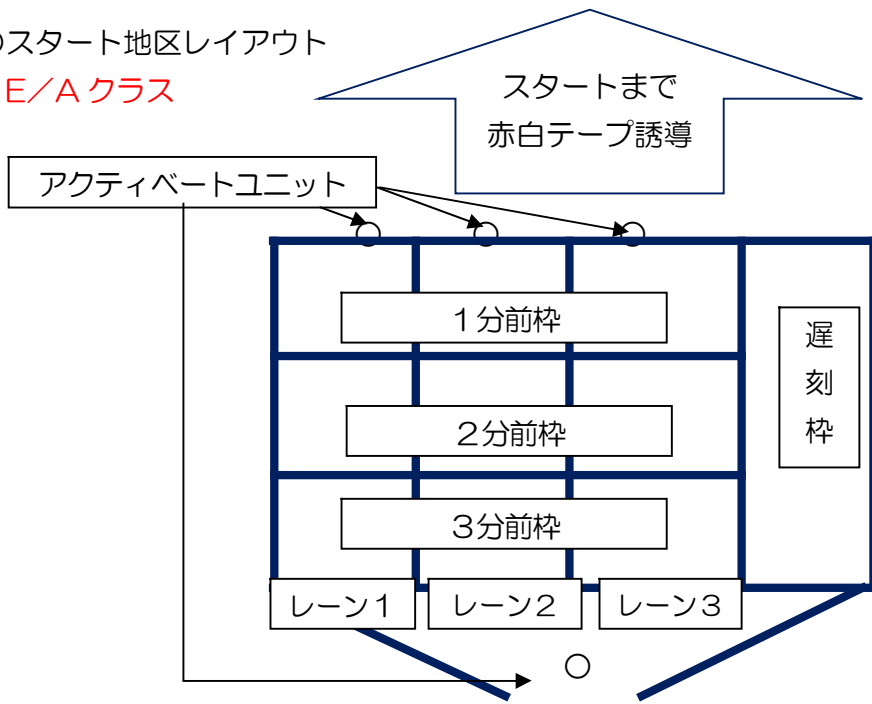 のスタート地区レイアウト
E/Aクラス
スタートまで
赤白テープ誘導
アクティベートユニット
1分前枠
2分前枠
3分前枠
遅
刻
枠
レーン1
レーン2
レーン3